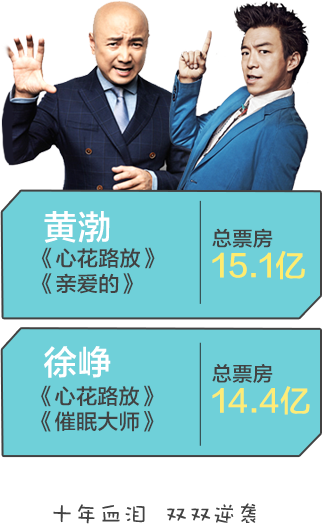 黄渤
《心花路放》
《亲爱的》
总票房
15.1亿
徐峥
《心花路放》
《催眠大师》
总票房
14.4亿
十年血泪 双双逆袭